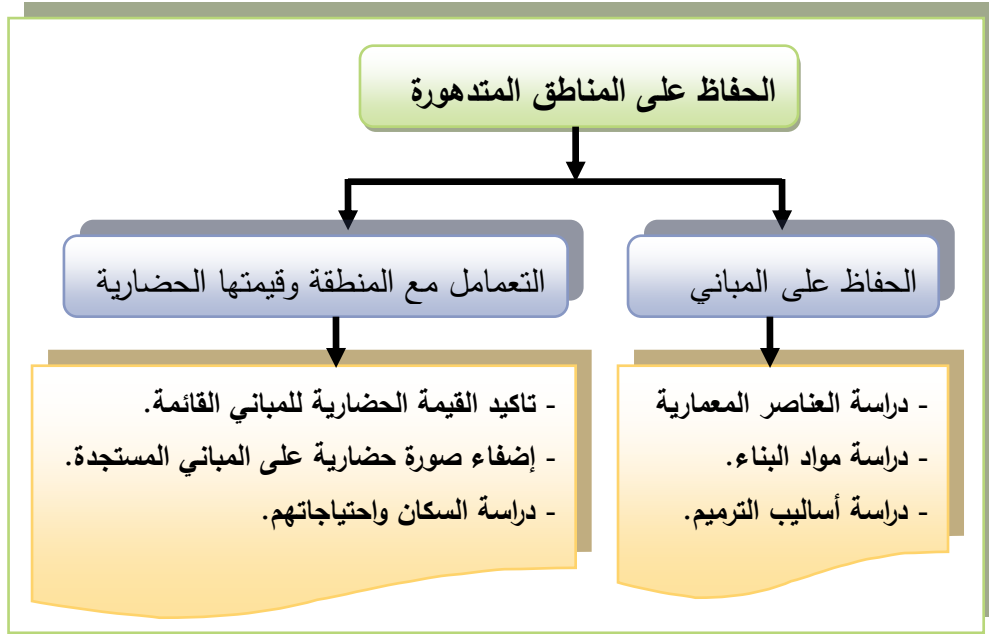 الحفاظ على المناطق المتدهورة
الحفاظ على المباني
التعمامل مع المنطقة وقيمتها الحضارية
- دراسة العناصر المعمارية
- دراسة مواد البناء.
- دراسة أساليب الترميم.
- تاكيد القيمة الحضارية للمباني القائمة.
- إضفاء صورة حضارية على المباني المستجدة.
- دراسة السكان واحتياجاتهم.